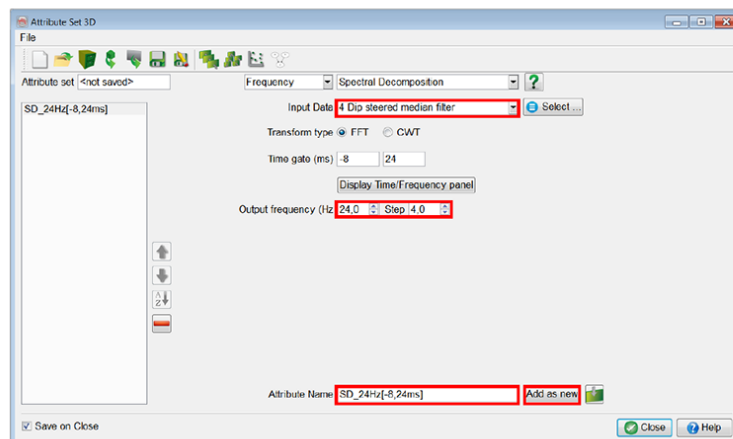 Attribute Set 3D
File
Attribute set <not saved> Frequency Spectral Decomposition ?
SD_24Hz[-8,24ms]
Input Data 4 Dip steered median filter Select ...
Transform type FFT CWT
Time gate (ms) -8 24
Display Time/Frequency panel
Output frequency (Hz 24,0 Step 4,0
A
Z
Attribute Name SD_24Hz[-8,24ms] Add as new
Save on Close Close ? Help